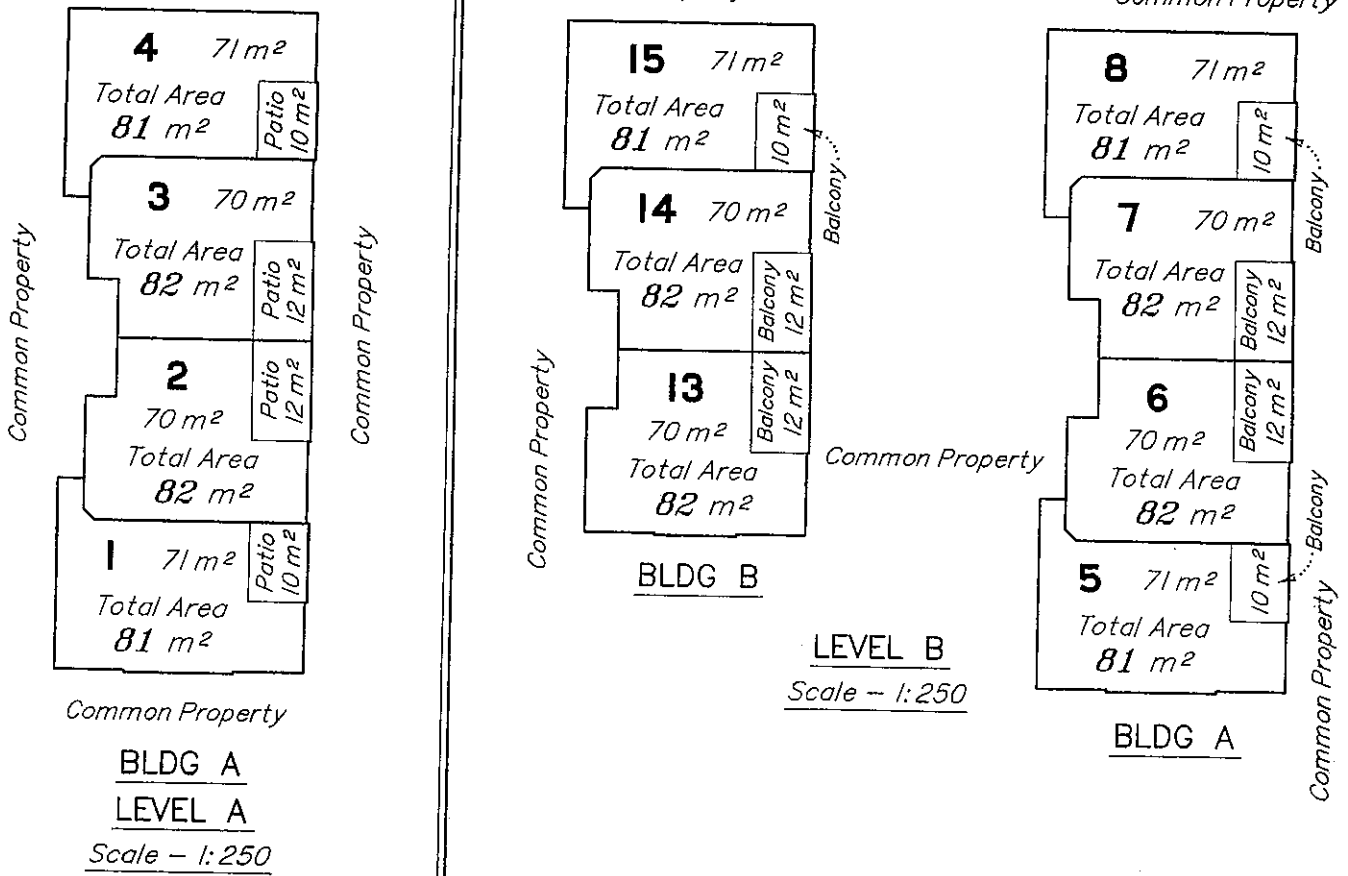 4 71 m²
Total Area
81 m²
Patio
10 m²
3 70 m²
Total Area
82 m²
Patio
12 m²
2
70 m²
Total Area
82 m²
Patio
12 m²
1 71 m²
Total Area
81 m²
Patio
10 m²
Common Property
Common Property
Common Property
BLDG A
LEVEL A
Scale – 1:250
15 71 m²
Total Area
81 m²
10 m²
Balcony
14 70 m²
Total Area
82 m²
Balcony
12 m²
13
70 m²
Total Area
82 m²
Balcony
12 m²
Common Property
Common Property
BLDG B
LEVEL B
Scale – 1:250
Common Property
8 71 m²
Total Area
81 m²
10 m²
Balcony
7 70 m²
Total Area
82 m²
Balcony
12 m²
6
70 m²
Total Area
82 m²
Balcony
12 m²
5 71 m²
Total Area
81 m²
10 m²
Balcony
Common Property
BLDG A